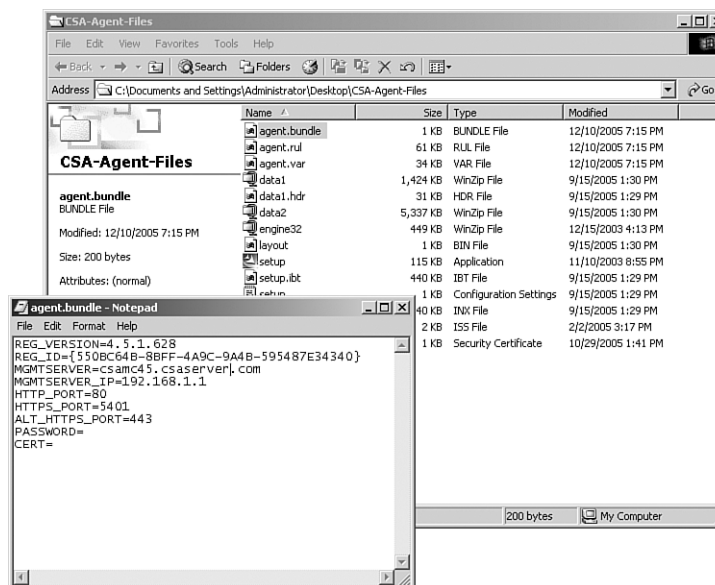 CSA-Agent-Files
File Edit View Favorites Tools Help
Back Search Folders
Address C:\Documents and Settings\Administrator\Desktop\CSA-Agent-Files Go
Name Size Type Modified
agent.bundle 1 KB BUNDLE File 12/10/2005 7:15 PM
agent.rul 61 KB RUL File 12/10/2005 7:15 PM
agent.var 34 KB VAR File 12/10/2005 7:15 PM
data1 1,424 KB WinZip File 9/15/2005 1:30 PM
data1.hdr 31 KB HDR File 9/15/2005 1:29 PM
data2 5,337 KB WinZip File 9/15/2005 1:30 PM
engine32 449 KB WinZip File 12/15/2003 4:13 PM
layout 1 KB BIN File 9/15/2005 1:30 PM
setup 115 KB Application 11/10/2003 8:55 PM
setup.ibt 440 KB IBT File 9/15/2005 1:29 PM
setup 1 KB Configuration Settings 9/15/2005 1:29 PM
40 KB INX File 9/15/2005 1:29 PM
2 KB ISS File 2/2/2005 3:17 PM
1 KB Security Certificate 10/29/2005 1:41 PM
CSA-Agent-Files
agent.bundle
BUNDLE File
Modified: 12/10/2005 7:15 PM
Size: 200 bytes
Attributes: (normal)
agent.bundle - Notepad
File Edit Format Help
REG_VERSION=4.5.1.628
REG_ID={550BC64B-8BFF-4A9C-9A4B-595487E34340}
MGMTSERVER=csamc45.csaserver.com
MGMTSERVER_IP=192.168.1.1
HTTP_PORT=80
HTTPS_PORT=5401
ALT_HTTPS_PORT=443
PASSWORD=
CERT=
200 bytes My Computer